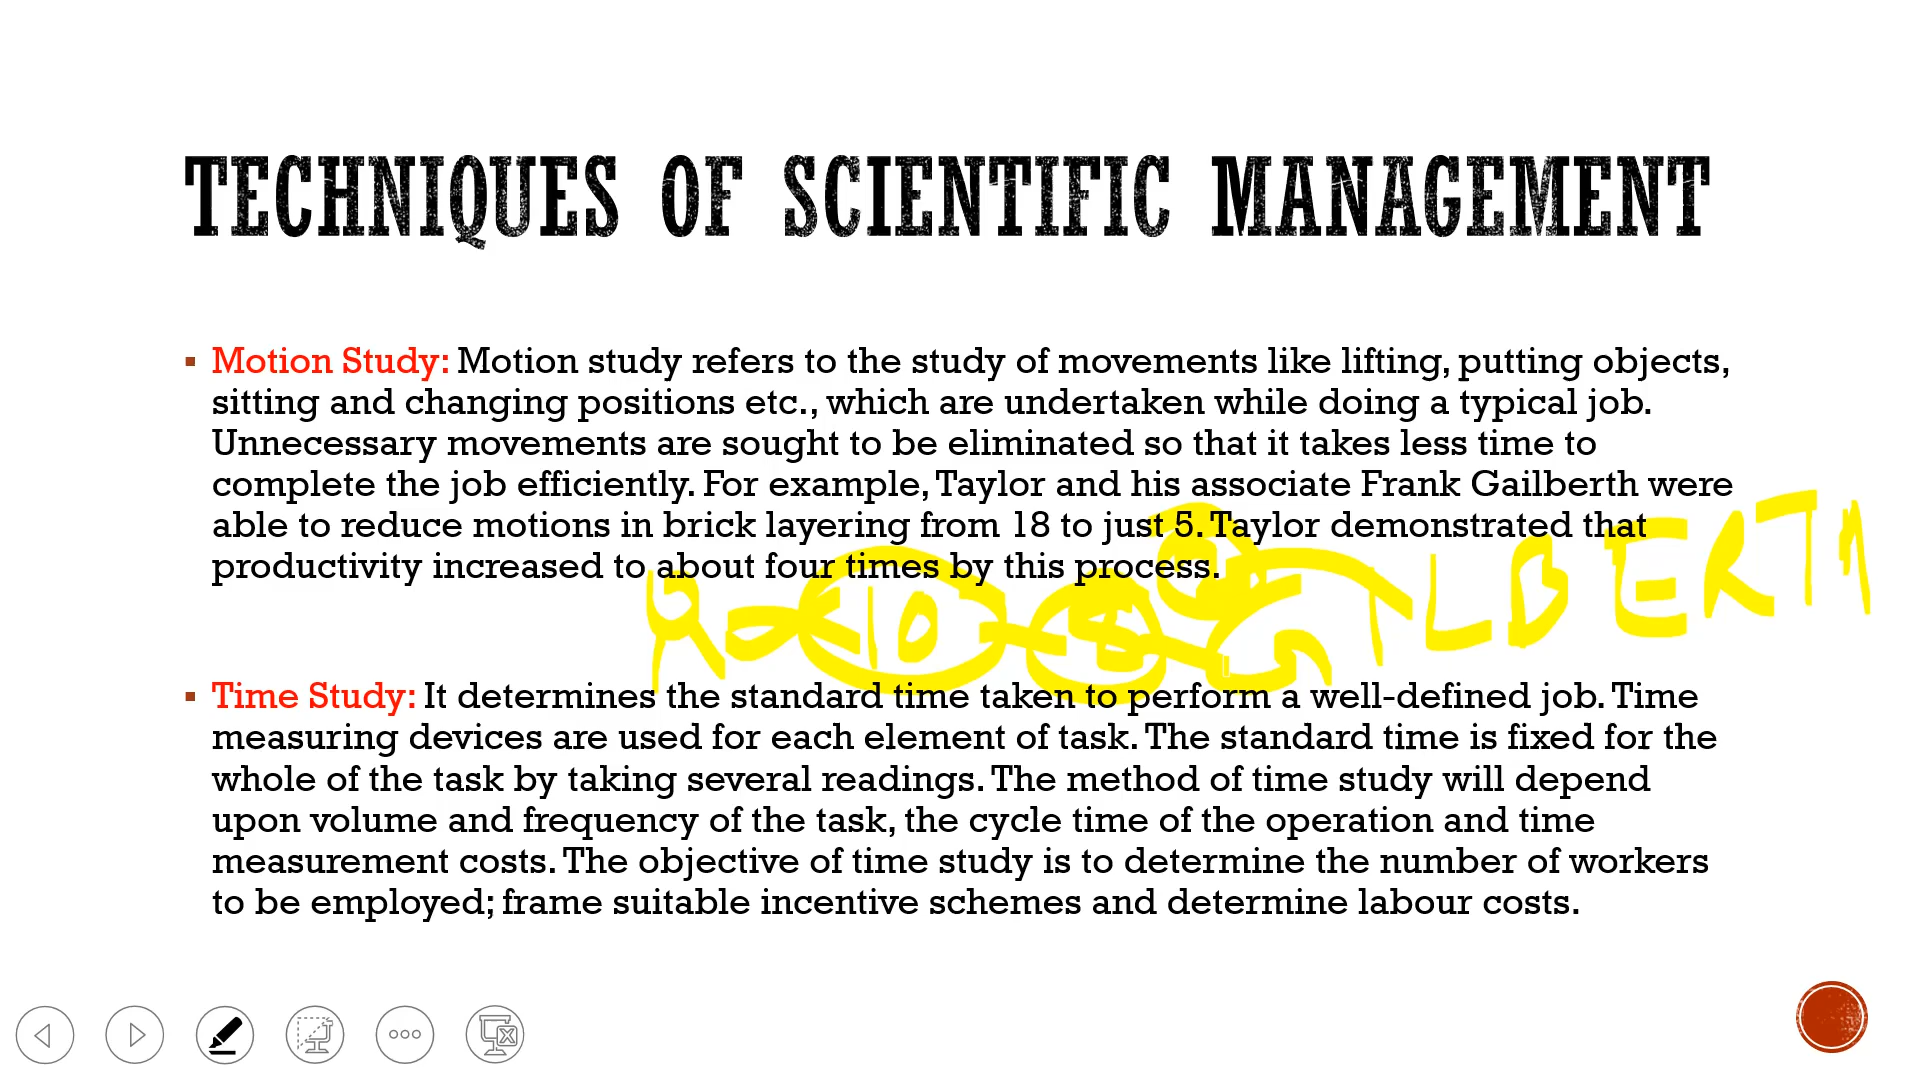 TECHNIQUES OF SCIENTIFIC MANAGEMENT
▪ Motion Study: Motion study refers to the study of movements like lifting, putting objects,
sitting and changing positions etc., which are undertaken while doing a typical job.
Unnecessary movements are sought to be eliminated so that it takes less time to
complete the job efficiently. For example, Taylor and his associate Frank Gailberth were
able to reduce motions in brick layering from 18 to just 5. Taylor demonstrated that
productivity increased to about four times by this process.
10
▪ Time Study: It determines the standard time taken to perform a well-defined job. Time
measuring devices are used for each element of task. The standard time is fixed for the
whole of the task by taking several readings. The method of time study will depend
upon volume and frequency of the task, the cycle time of the operation and time
measurement costs. The objective of time study is to determine the number of workers
to be employed; frame suitable incentive schemes and determine labour costs.